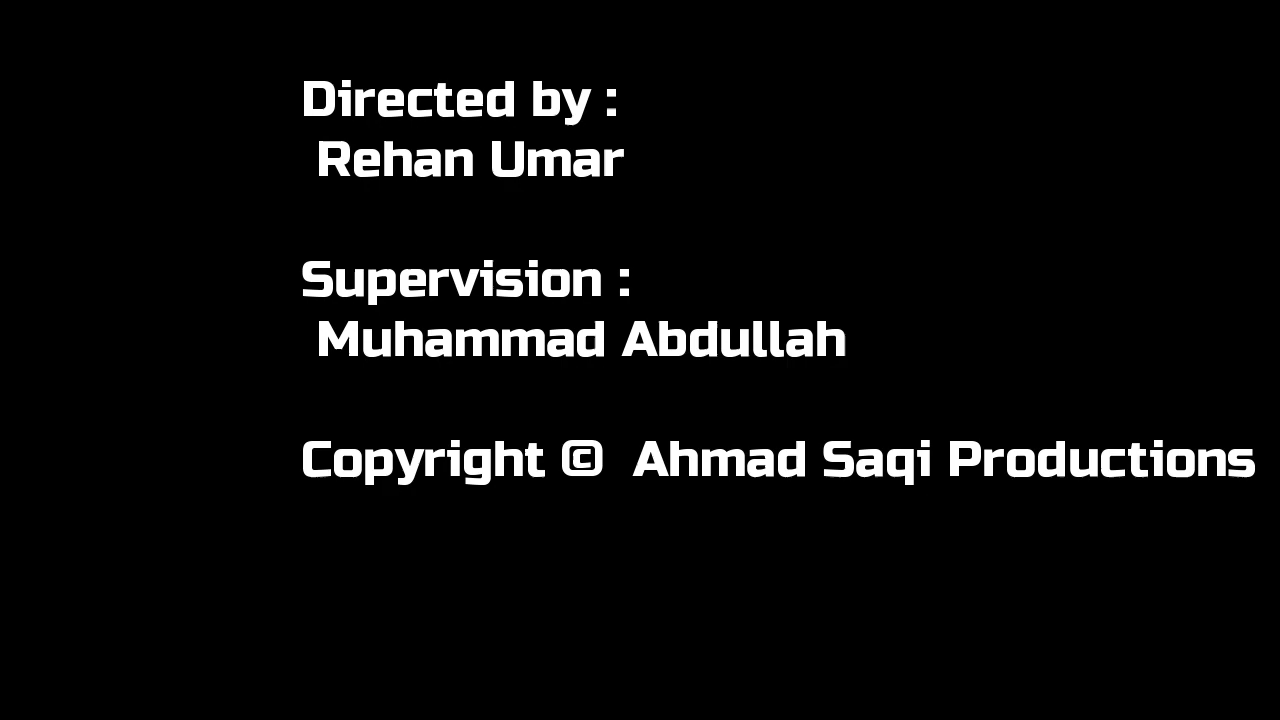 Directed by :
Rehan Umar
Supervision :
Muhammad Abdullah
Copyright © Ahmad Saqi Productions